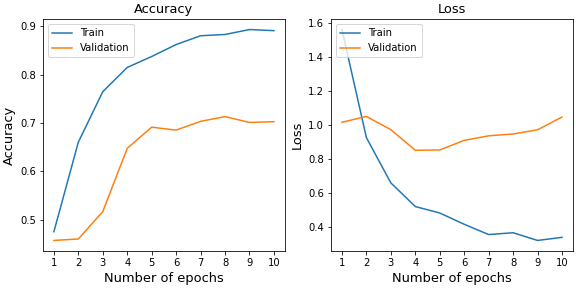 Accuracy
Train
Validation
0.9
0.8
0.7
0.6
0.5
Accuracy
1 2 3 4 5 6 7 8 9 10
Number of epochs
Loss
Train
Validation
1.6
1.4
1.2
1.0
0.8
0.6
0.4
Loss
1 2 3 4 5 6 7 8 9 10
Number of epochs